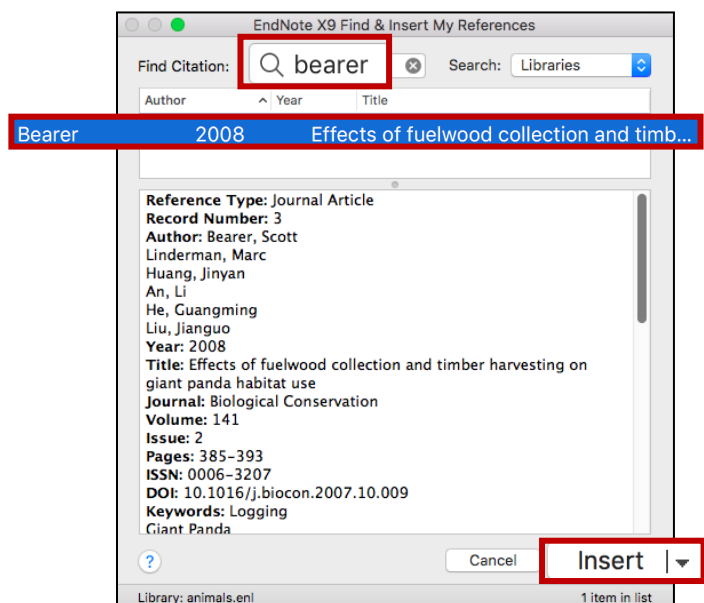 EndNote X9 Find & Insert My References
Find Citation: bearer Search: Libraries
Author Year Title
Bearer 2008 Effects of fuelwood collection and timb...
Reference Type: Journal Article
Record Number: 3
Author: Bearer, Scott
Linderman, Marc
Huang, Jinyan
An, Li
He, Guangming
Liu, Jianguo
Year: 2008
Title: Effects of fuelwood collection and timber harvesting on
giant panda habitat use
Journal: Biological Conservation
Volume: 141
Issue: 2
Pages: 385-393
ISSN: 0006-3207
DOI: 10.1016/j.biocon.2007.10.009
Keywords: Logging
Giant Panda
? Cancel Insert
Library: animals.enl 1 item in list